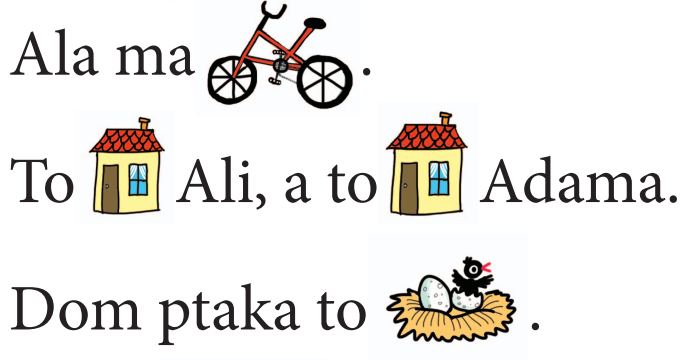 Ala ma .
To Ali, a to Adama.
Dom ptaka to .